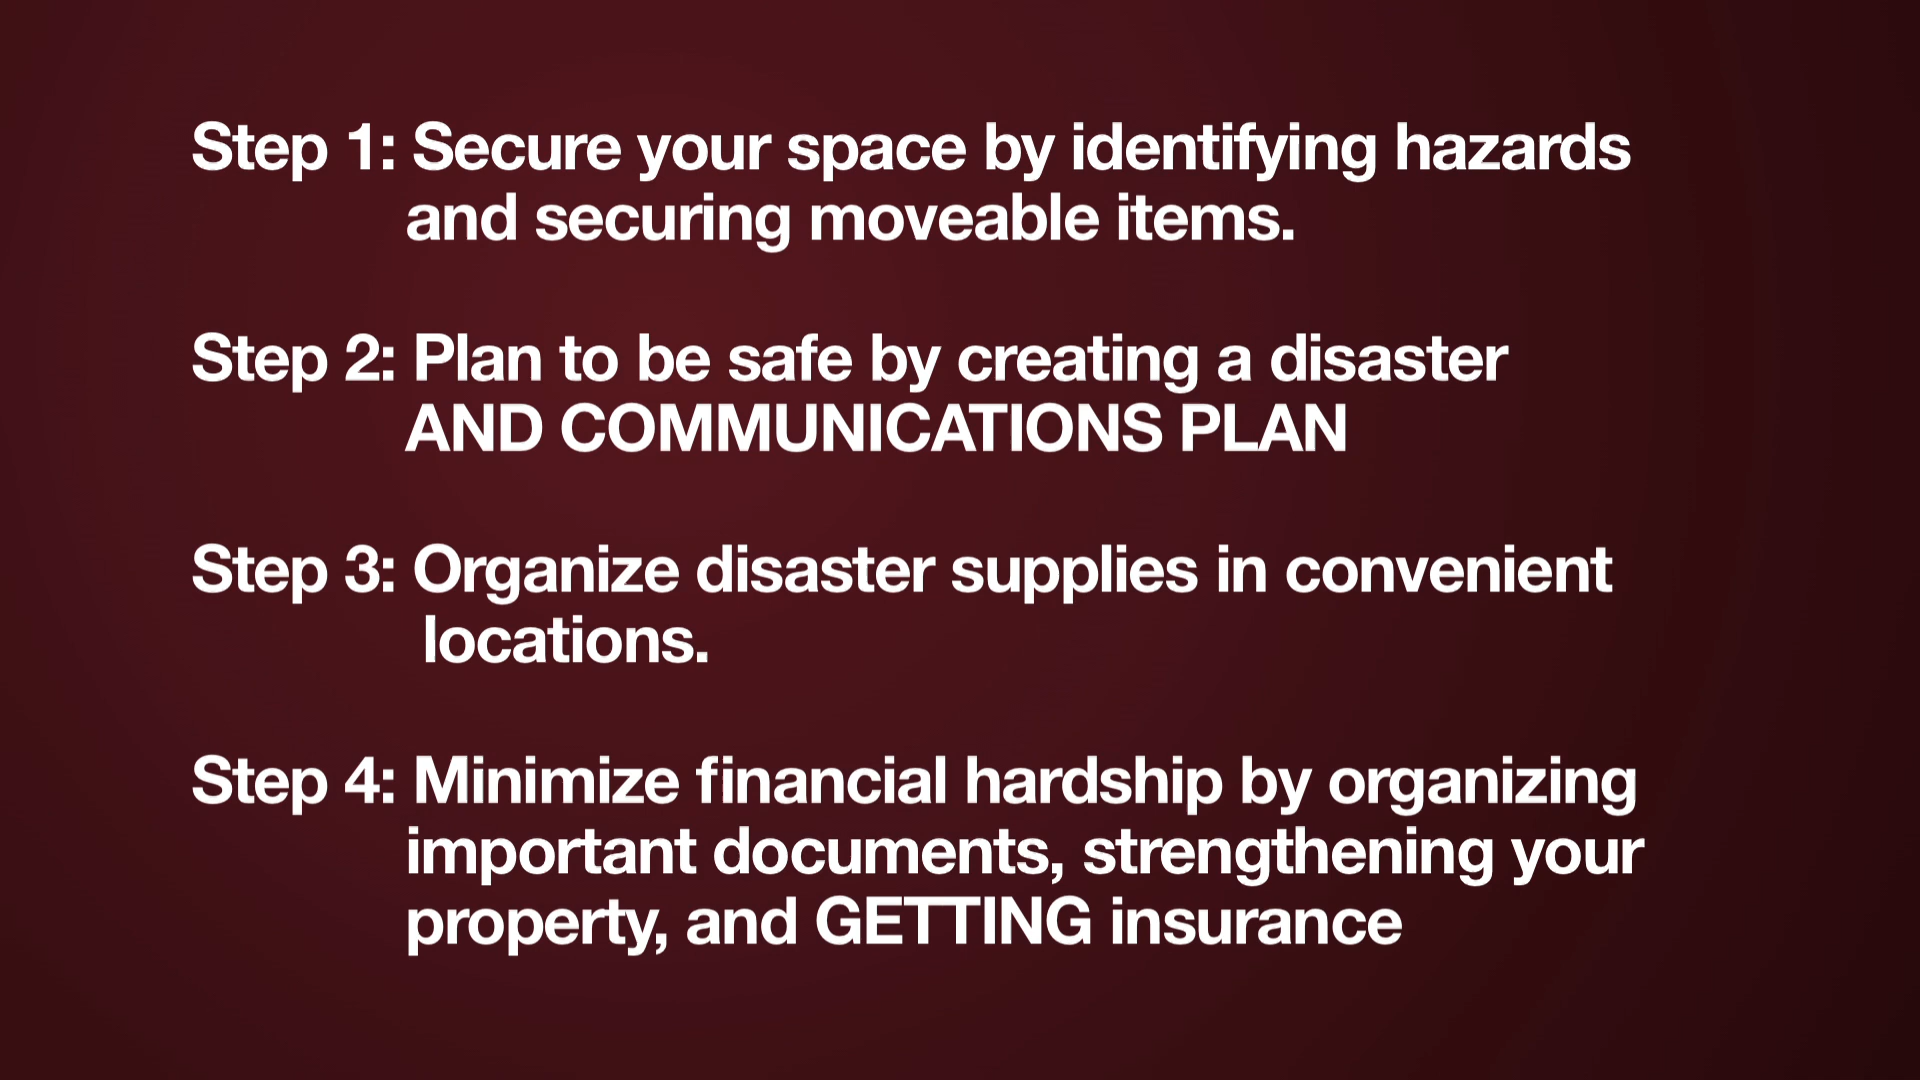 Step 1: Secure your space by identifying hazards
and securing moveable items.
Step 2: Plan to be safe by creating a disaster
AND COMMUNICATIONS PLAN
Step 3: Organize disaster supplies in convenient
locations.
Step 4: Minimize financial hardship by organizing
important documents, strengthening your
property, and GETTING insurance